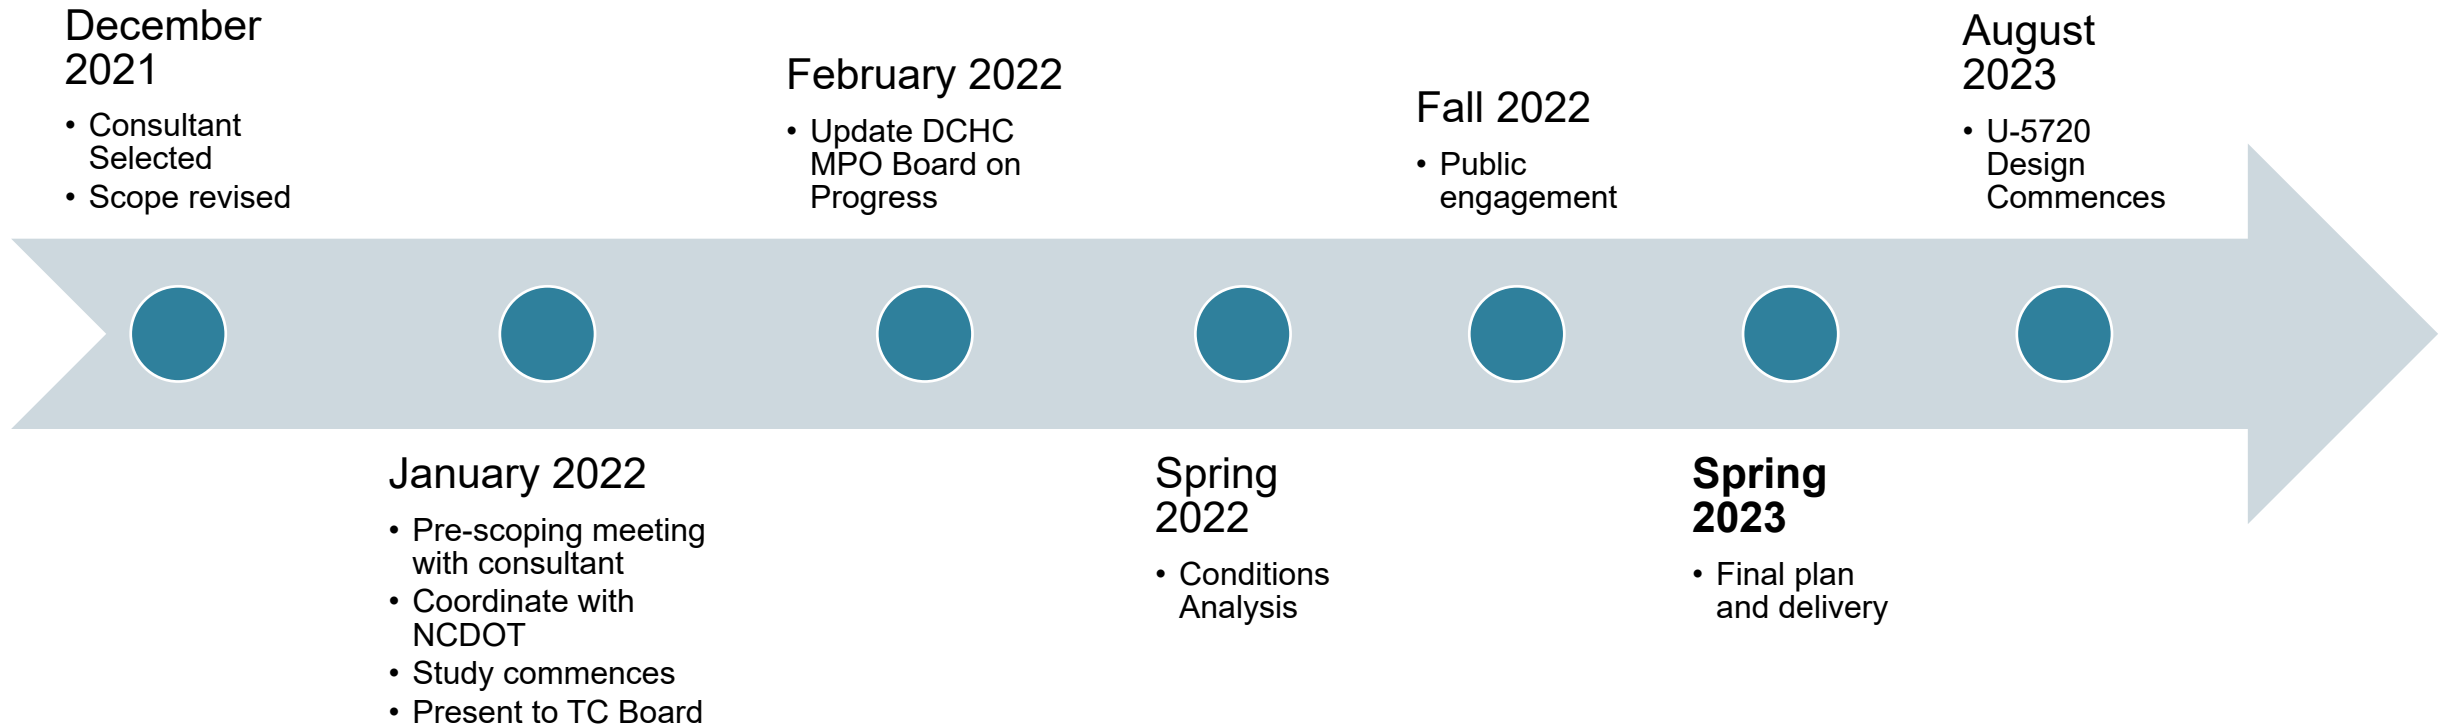 December
2021
• Consultant
Selected
• Scope revised
January 2022
• Pre-scoping meeting
with consultant
• Coordinate with
NCDOT
• Study commences
• Present to TC Board
February 2022
• Update DCHC
MPO Board on
Progress
Spring
2022
• Conditions
Analysis
Fall 2022
• Public
engagement
Spring
2023
• Final plan
and delivery
August
2023
• U-5720
Design
Commences